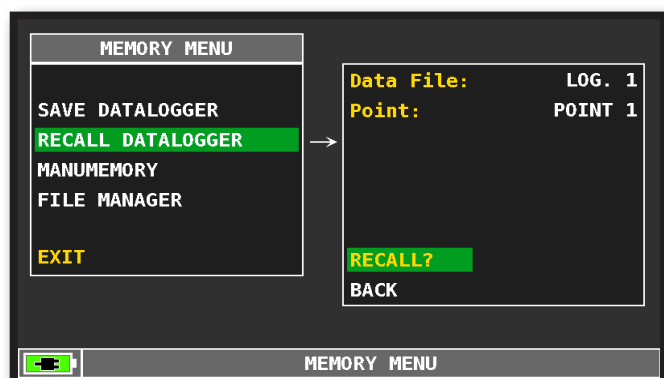 MEMORY MENU
SAVE DATALOGGER
RECALL DATALOGGER
MANUMEMORY
FILE MANAGER
EXIT
Data File: LOG. 1
Point: POINT 1
RECALL?
BACK
MEMORY MENU